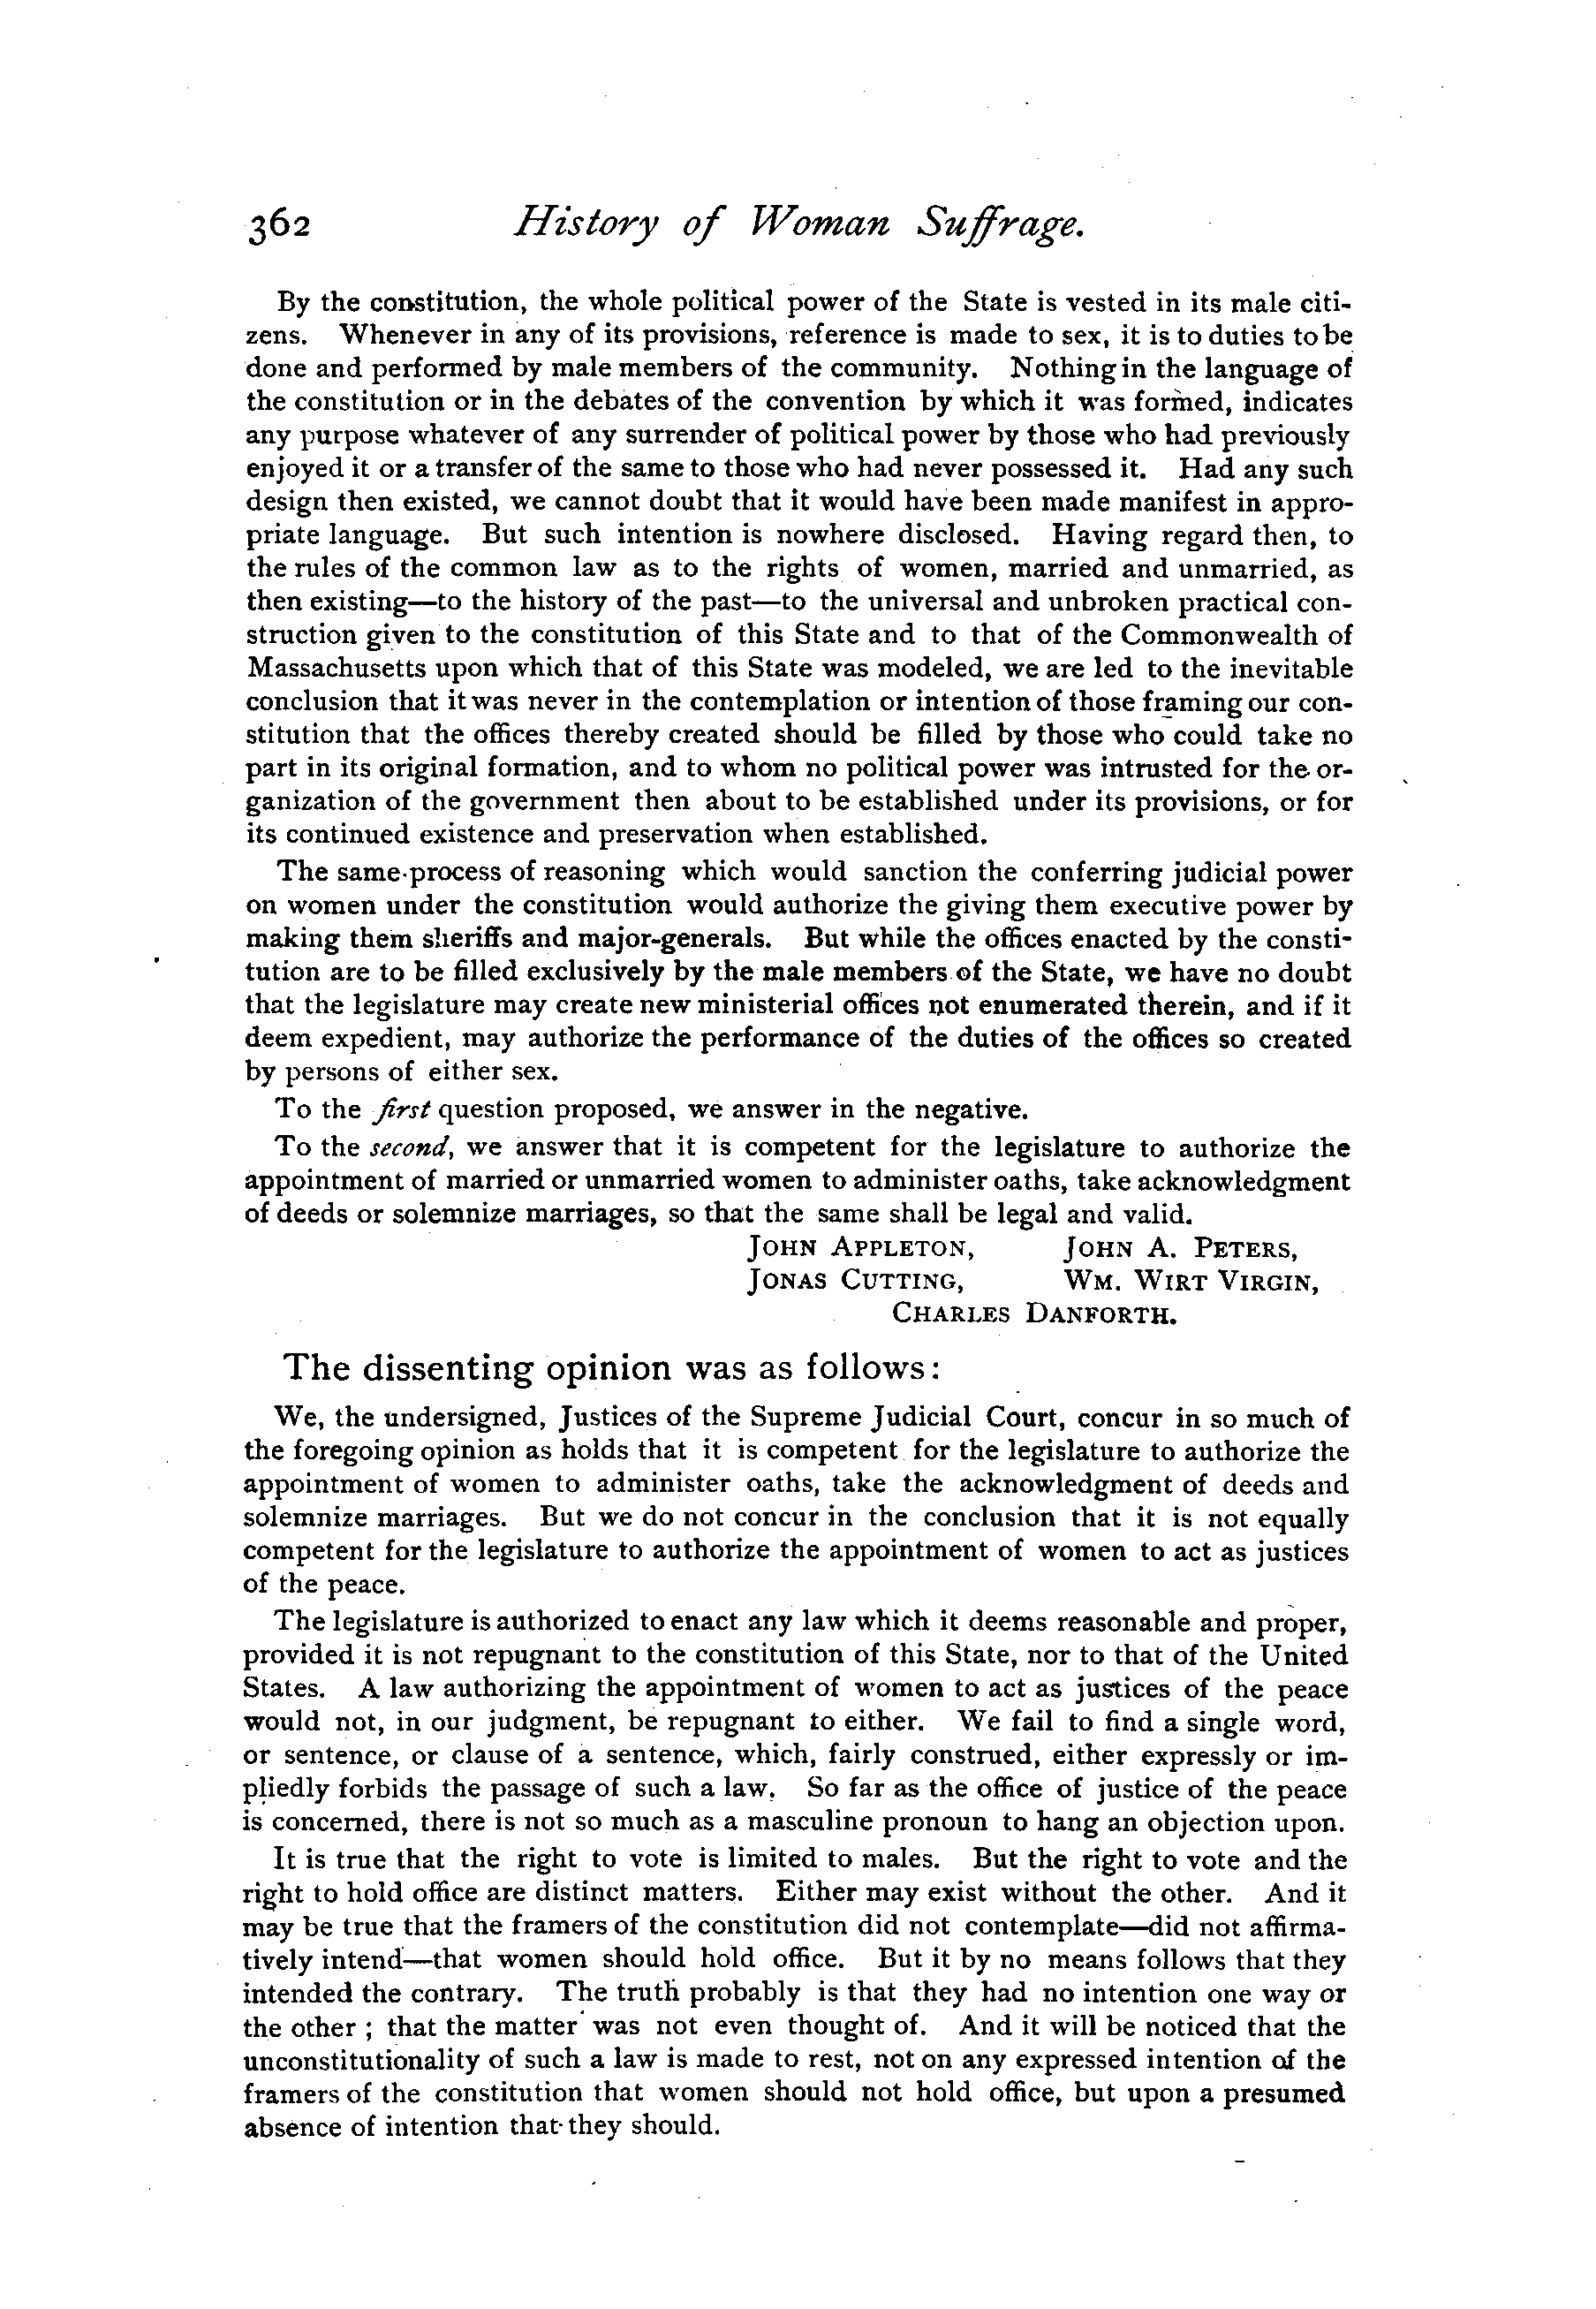 362 History of Woman Suffrage.
By the constitution, the whole political power of the State is vested in its male citi-
zens. Whenever in any of its provisions, reference is made to sex, it is to duties to be
done and performed by male members of the community. Nothing in the language of
the constitution or in the debates of the convention by which it was formed, indicates
any purpose whatever of any surrender of political power by those who had previously
enjoyed it or a transfer of the same to those who had never possessed it. Had any such
design then existed, we cannot doubt that it would have been made manifest in appro-
priate language. But such intention is nowhere disclosed. Having regard then, to
the rules of the common law as to the rights of women, married and unmarried, as
then existing—to the history of the past—to the universal and unbroken practical con-
struction given to the constitution of this State and to that of the Commonwealth of
Massachusetts upon which that of this State was modeled, we are led to the inevitable
conclusion that it was never in the contemplation or intention of those framing our con-
stitution that the offices thereby created should be filled by those who could take no
part in its original formation, and to whom no political power was intrusted for the or-
ganization of the government then about to be established under its provisions, or for
its continued existence and preservation when established.
The same process of reasoning which would sanction the conferring judicial power
on women under the constitution would authorize the giving them executive power by
making them sheriffs and major-generals. But while the offices enacted by the consti-
tution are to be filled exclusively by the male members of the State, we have no doubt
that the legislature may create new ministerial offices not enumerated therein, and if it
deem expedient, may authorize the performance of the duties of the offices so created
by persons of either sex.
To the first question proposed, we answer in the negative.
To the second, we answer that it is competent for the legislature to authorize the
appointment of married or unmarried women to administer oaths, take acknowledgment
of deeds or solemnize marriages, so that the same shall be legal and valid.
JOHN APPLETON, JOHN A. PETERS,
JONAS CUTTING, WM. WIRT VIRGIN,
CHARLES DANFORTH.
The dissenting opinion was as follows:
We, the undersigned, Justices of the Supreme Judicial Court, concur in so much of
the foregoing opinion as holds that it is competent for the legislature to authorize the
appointment of women to administer oaths, take the acknowledgment of deeds and
solemnize marriages. But we do not concur in the conclusion that it is not equally
competent for the legislature to authorize the appointment of women to act as justices
of the peace.
The legislature is authorized to enact any law which it deems reasonable and proper,
provided it is not repugnant to the constitution of this State, nor to that of the United
States. A law authorizing the appointment of women to act as justices of the peace
would not, in our judgment, be repugnant to either. We fail to find a single word,
or sentence, or clause of a sentence, which, fairly construed, either expressly or im-
pliedly forbids the passage of such a law. So far as the office of justice of the peace
is concerned, there is not so much as a masculine pronoun to hang an objection upon.
It is true that the right to vote is limited to males. But the right to vote and the
right to hold office are distinct matters. Either may exist without the other. And it
may be true that the framers of the constitution did not contemplate—did not affirma-
tively intend—that women should hold office. But it by no means follows that they
intended the contrary. The truth probably is that they had no intention one way or
the other ; that the matter was not even thought of. And it will be noticed that the
unconstitutionality of such a law is made to rest, not on any expressed intention of the
framers of the constitution that women should not hold office, but upon a presumed
absence of intention that they should.